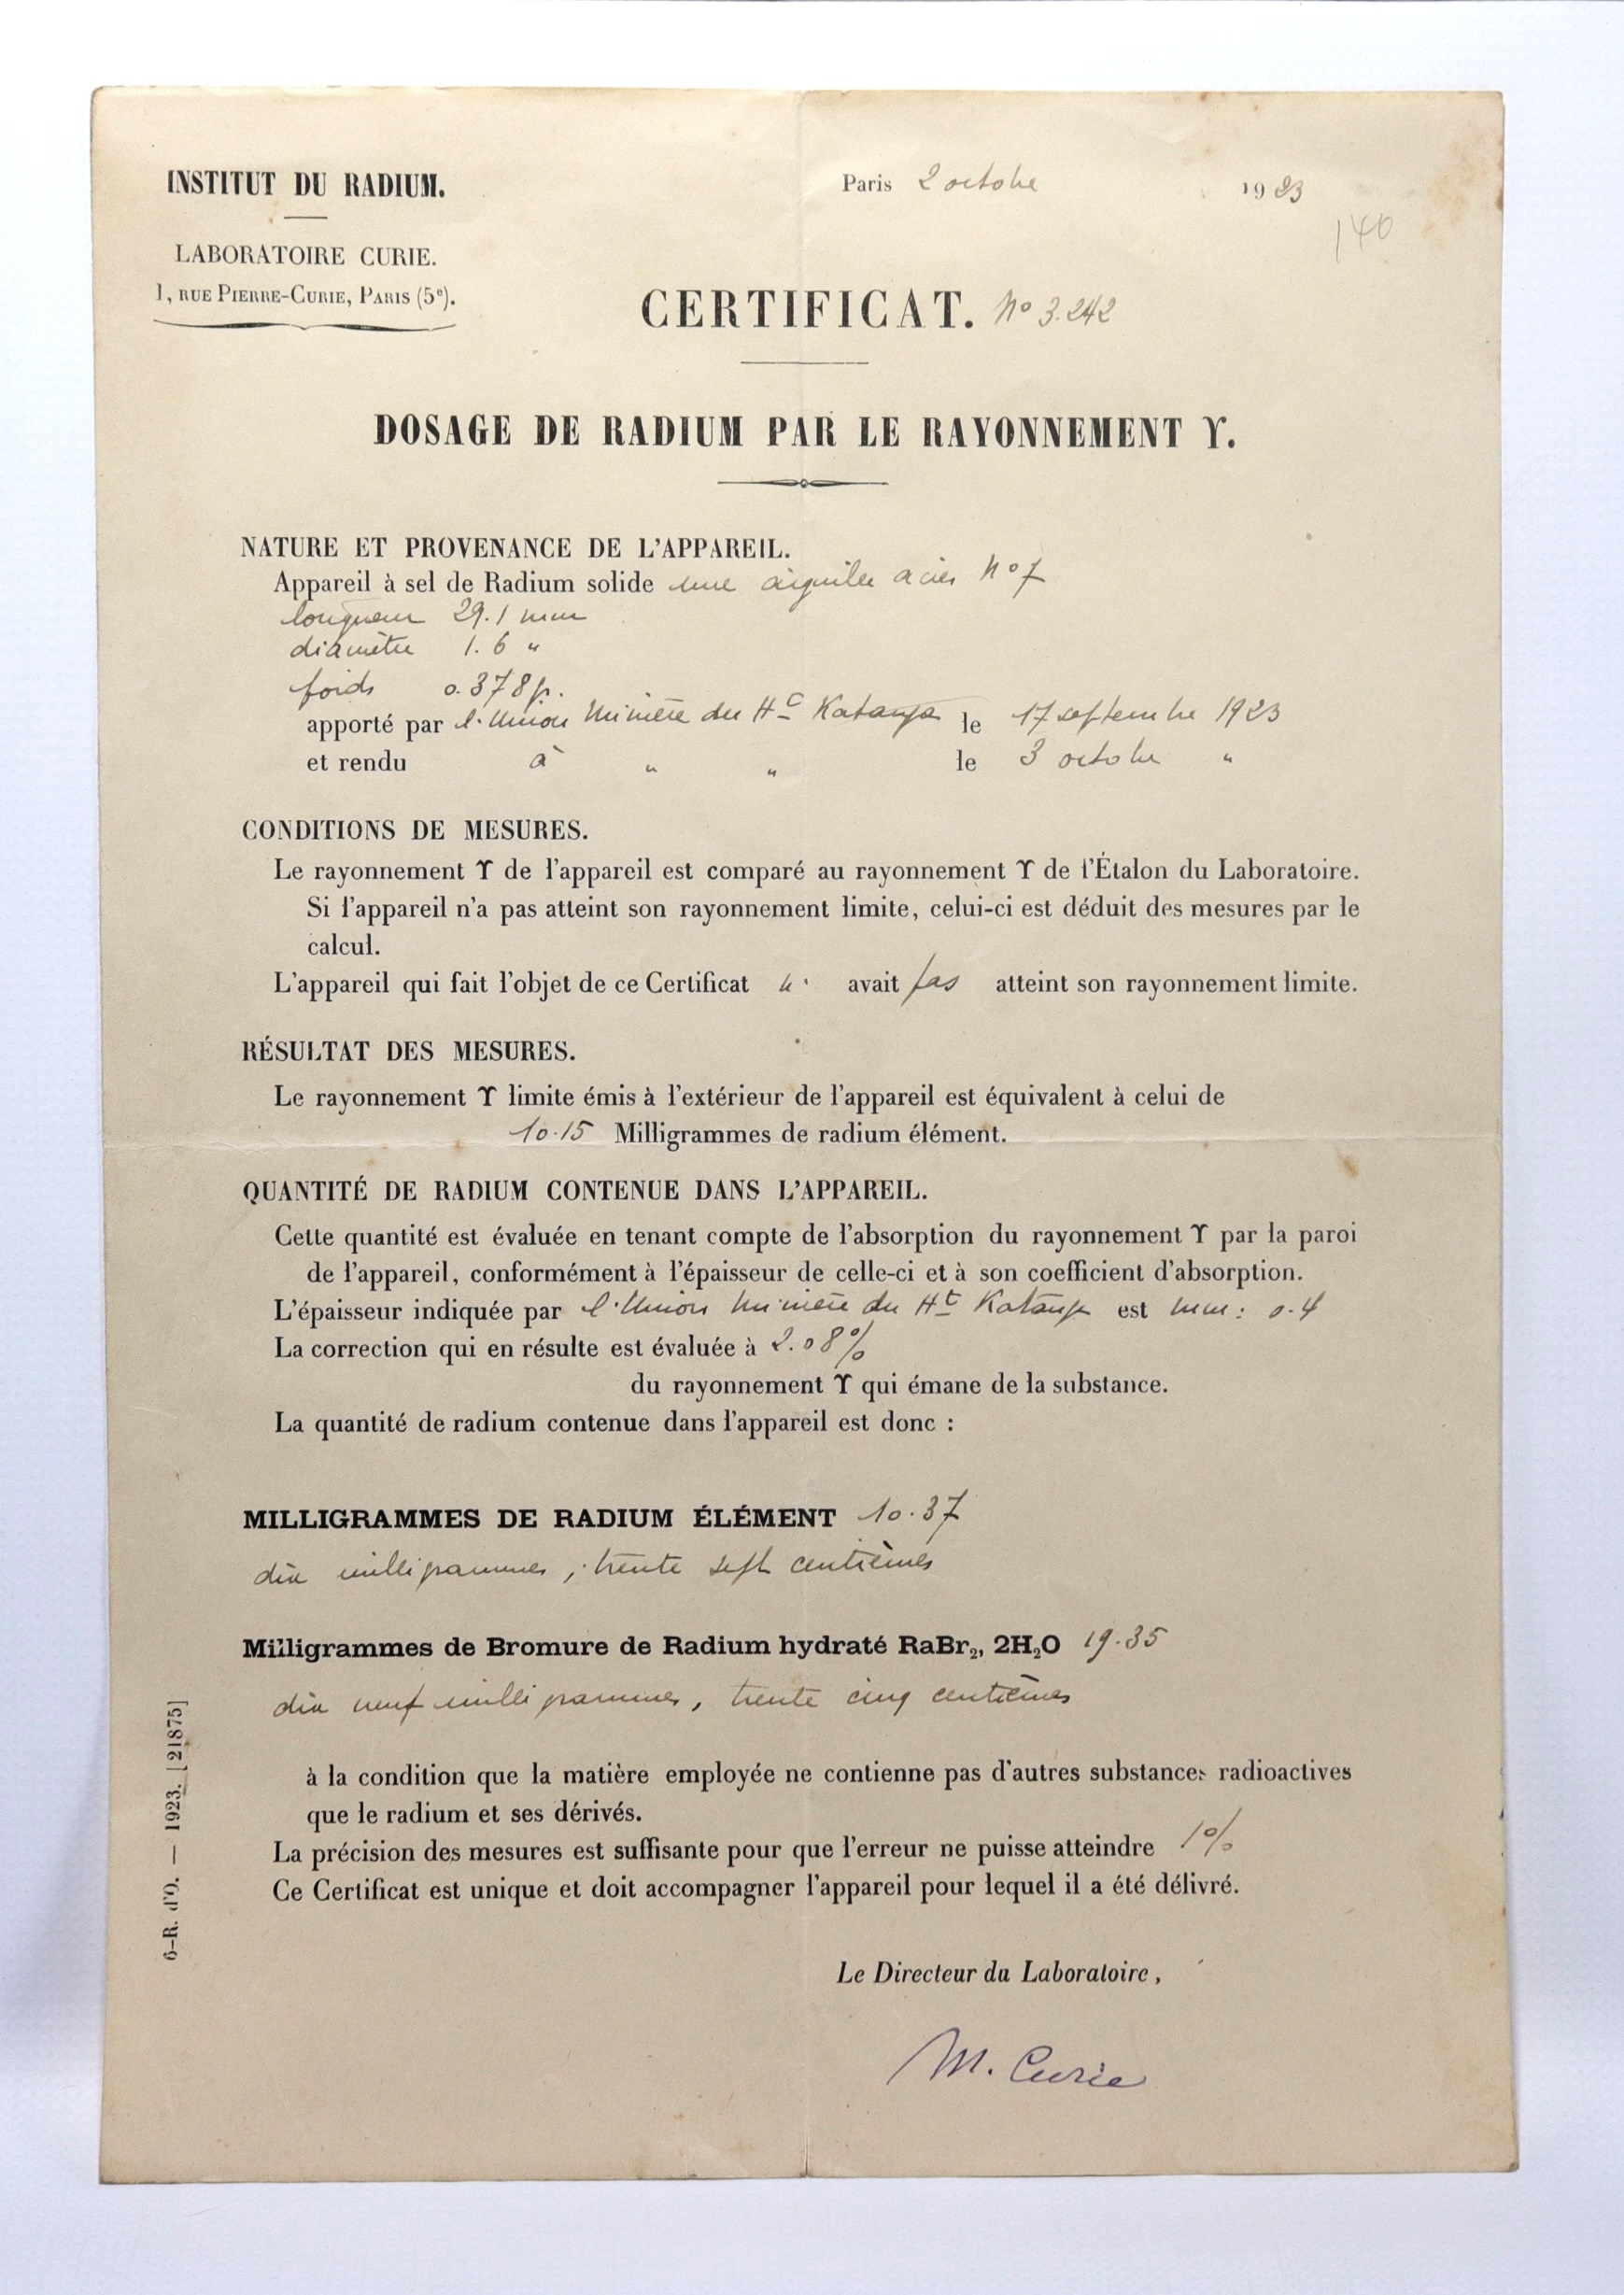 INSTITUT DU RADIUM.
LABORATOIRE CURIE.
1, RUE PIERRE-CURIE, PARIS (5e).
Paris 2 octobre 1923
140
CERTIFICAT. No 3.242
DOSAGE DE RADIUM PAR LE RAYONNEMENT ϒ.
NATURE ET PROVENANCE DE L'APPAREIL.
Appareil à sel de Radium solide une aiguille acier No 7
longueur 29.1 mm
diamètre 1.6 "
poids 0.378 gr.
apporté par l'Union Minière du Ht Katanga le 17 septembre 1923
et rendu à " " le 3 octobre "
CONDITIONS DE MESURES.
Le rayonnement ϒ de l'appareil est comparé au rayonnement ϒ de l'Étalon du Laboratoire.
Si l'appareil n'a pas atteint son rayonnement limite, celui-ci est déduit des mesures par le
calcul.
L'appareil qui fait l'objet de ce Certificat n' avait pas atteint son rayonnement limite.
RÉSULTAT DES MESURES.
Le rayonnement ϒ limite émis à l'extérieur de l'appareil est équivalent à celui de
10.15 Milligrammes de radium élément.
QUANTITÉ DE RADIUM CONTENUE DANS L'APPAREIL.
Cette quantité est évaluée en tenant compte de l'absorption du rayonnement ϒ par la paroi
de l'appareil, conformément à l'épaisseur de celle-ci et à son coefficient d'absorption.
L'épaisseur indiquée par l'Union Minière du Ht Katanga est mm : 0.4
La correction qui en résulte est évaluée à 2.08%
du rayonnement ϒ qui émane de la substance.
La quantité de radium contenue dans l'appareil est donc :
MILLIGRAMMES DE RADIUM ÉLÉMENT 10.37
dix milligrammes, trente sept centièmes
Milligrammes de Bromure de Radium hydraté RaBr2, 2H2O 19.35
dix neuf milligrammes, trente cinq centièmes
à la condition que la matière employée ne contienne pas d'autres substances radioactives
que le radium et ses dérivés.
La précision des mesures est suffisante pour que l'erreur ne puisse atteindre 1%
Ce Certificat est unique et doit accompagner l'appareil pour lequel il a été délivré.
Le Directeur du Laboratoire,
M. Curie
6-R. d'O. — 1923. [21875]